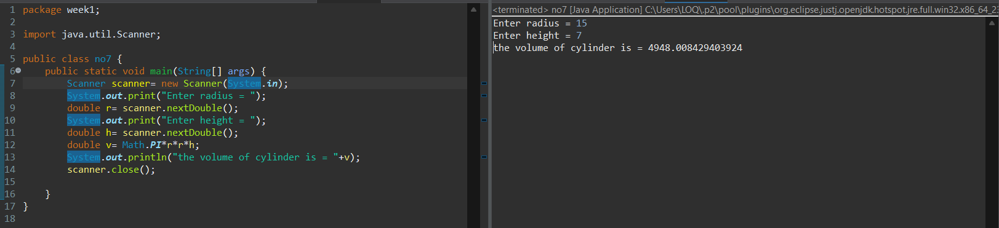 1 package week1;
2
3 import java.util.Scanner;
4
5 public class no7 {
6     public static void main(String[] args) {
7         Scanner scanner= new Scanner(System.in);
8         System.out.print("Enter radius = ");
9         double r= scanner.nextDouble();
10         System.out.print("Enter height = ");
11         double h= scanner.nextDouble();
12         double v= Math.PI*r*r*h;
13         System.out.println("the volume of cylinder is = "+v);
14         scanner.close();
15
16     }
17 }
18
<terminated> no7 [Java Application] C:\Users\LOQ\.p2\pool\plugins\org.eclipse.justj.openjdk.hotspot.jre.full.win32.x86_64_2
Enter radius = 15
Enter height = 7
the volume of cylinder is = 4948.008429403924